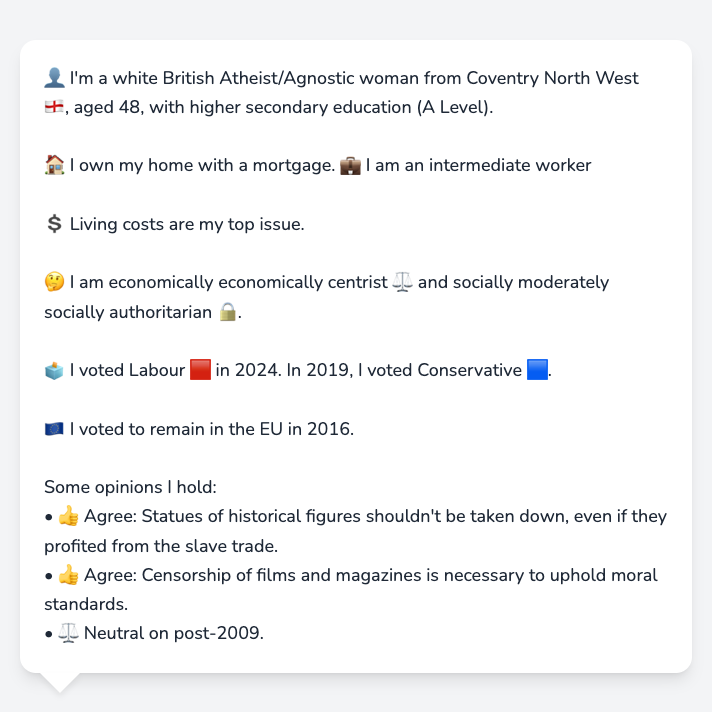 👤 I'm a white British Atheist/Agnostic woman from Coventry North West
🏴󠁧󠁢󠁥󠁮󠁧󠁿, aged 48, with higher secondary education (A Level).
🏠 I own my home with a mortgage. 💼 I am an intermediate worker
💲 Living costs are my top issue.
🤔 I am economically economically centrist ⚖️ and socially moderately
socially authoritarian 🔒.
🗳️ I voted Labour 🟥 in 2024. In 2019, I voted Conservative 🟦.
🇪🇺 I voted to remain in the EU in 2016.
Some opinions I hold:
• 👍 Agree: Statues of historical figures shouldn't be taken down, even if they
profited from the slave trade.
• 👍 Agree: Censorship of films and magazines is necessary to uphold moral
standards.
• ⚖️ Neutral on post-2009.